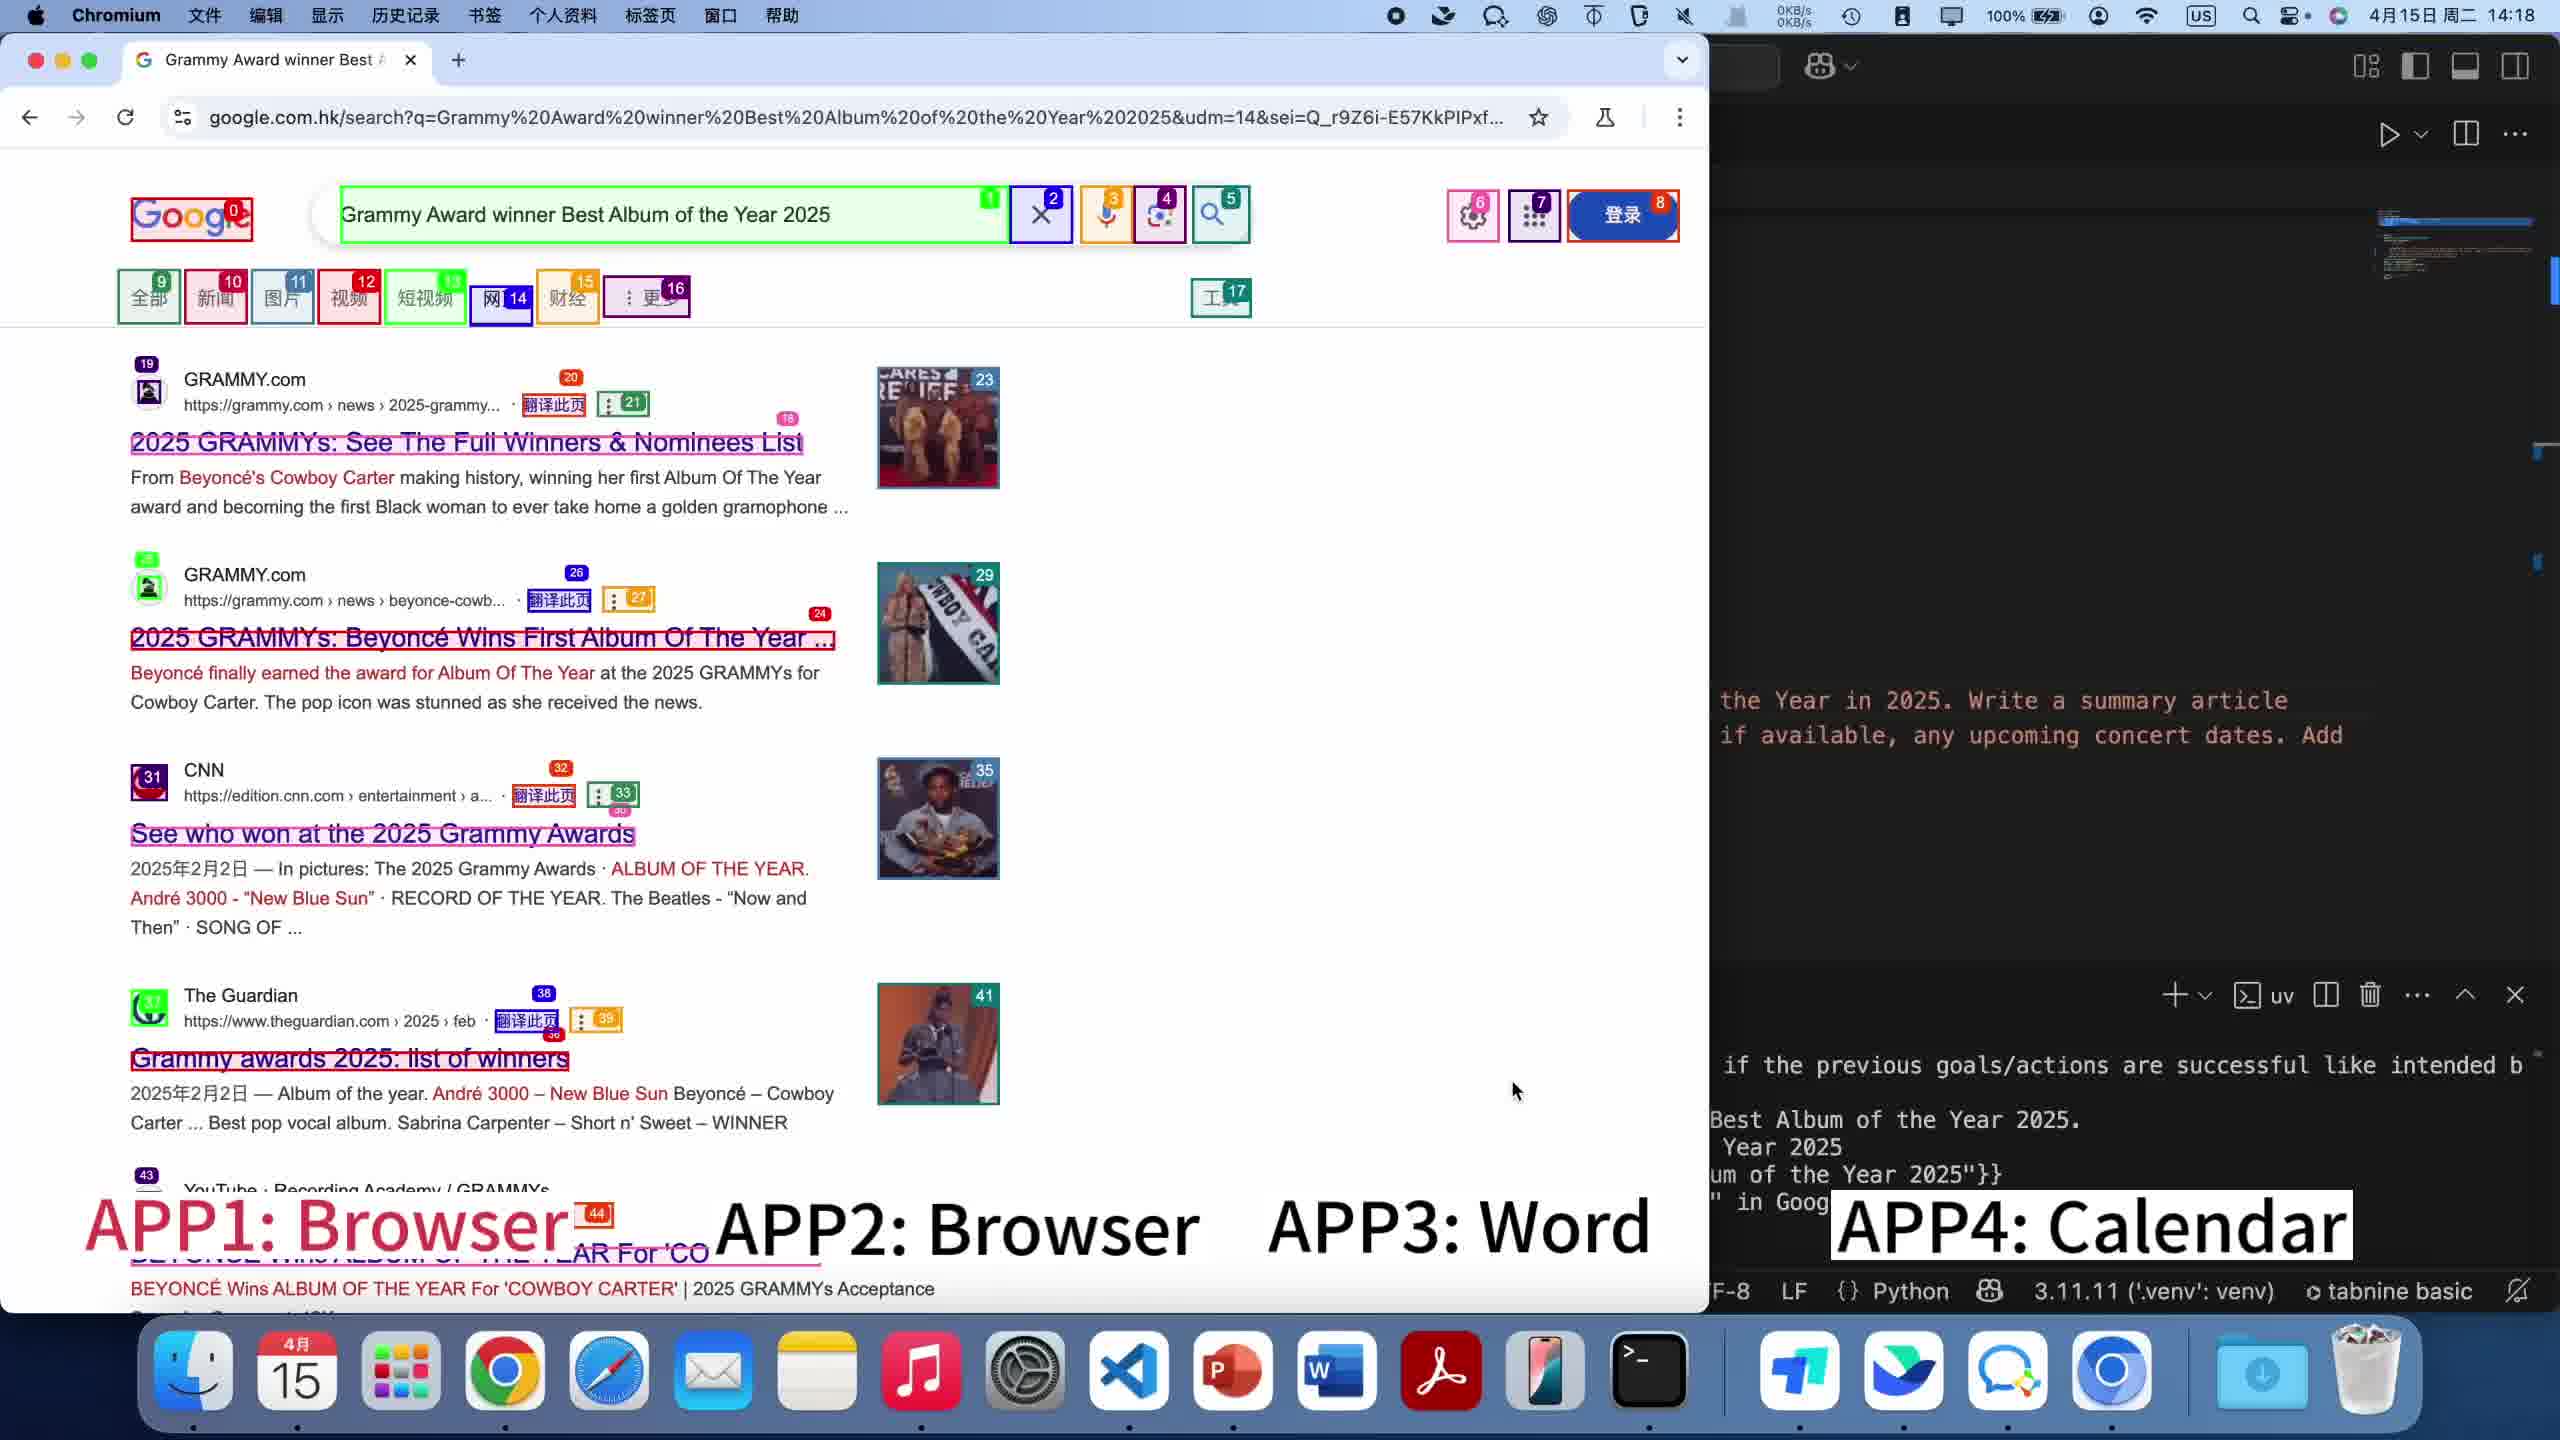 Chromium 文件 编辑 显示 历史记录 书签 个人资料 标签页 窗口 帮助
0KB/s
0KB/s
100%
US
4月15日 周二 14:18
Grammy Award winner Best
google.com.hk/search?q=Grammy%20Award%20winner%20Best%20Album%20of%20the%20Year%202025&udm=14&sei=Q_r9Z6i-E57KkPIPxf...
Google 0
Grammy Award winner Best Album of the Year 2025
1 2 3 4 5 6 7
登录 8
全部 9 新闻 10 图片 11 视频 12 短视频 13 网 14 财经 15 更多 16 工具 17
19
GRAMMY.com
20
https://grammy.com › news › 2025-grammy... · 翻译此页 21
18
2025 GRAMMYs: See The Full Winners & Nominees List
From Beyoncé's Cowboy Carter making history, winning her first Album Of The Year
award and becoming the first Black woman to ever take home a golden gramophone ...
23
GRAMMY.com
26
https://grammy.com › news › beyonce-cowb... · 翻译此页 27
24
2025 GRAMMYs: Beyoncé Wins First Album Of The Year ...
Beyoncé finally earned the award for Album Of The Year at the 2025 GRAMMYs for
Cowboy Carter. The pop icon was stunned as she received the news.
29
31
CNN
32
https://edition.cnn.com › entertainment › a... · 翻译此页 33
See who won at the 2025 Grammy Awards
2025年2月2日 — In pictures: The 2025 Grammy Awards · ALBUM OF THE YEAR.
André 3000 - “New Blue Sun” · RECORD OF THE YEAR. The Beatles - “Now and
Then” · SONG OF ...
35
37
The Guardian
38
https://www.theguardian.com › 2025 › feb · 翻译此页 39
36
Grammy awards 2025: list of winners
2025年2月2日 — Album of the year. André 3000 – New Blue Sun Beyoncé – Cowboy
Carter ... Best pop vocal album. Sabrina Carpenter – Short n' Sweet – WINNER
41
43
YouTube · Recording Academy / GRAMMYs
44
BEYONCÉ Wins ALBUM OF THE YEAR For 'CO
BEYONCÉ Wins ALBUM OF THE YEAR For 'COWBOY CARTER' | 2025 GRAMMYs Acceptance
the Year in 2025. Write a summary article
if available, any upcoming concert dates. Add
uv
if the previous goals/actions are successful like intended b
Best Album of the Year 2025.
Year 2025
um of the Year 2025"}}
" in Goog
APP1: Browser
APP2: Browser
APP3: Word
APP4: Calendar
F-8 LF {} Python 3.11.11 ('.venv': venv) tabnine basic
4月
15
P
W
>_